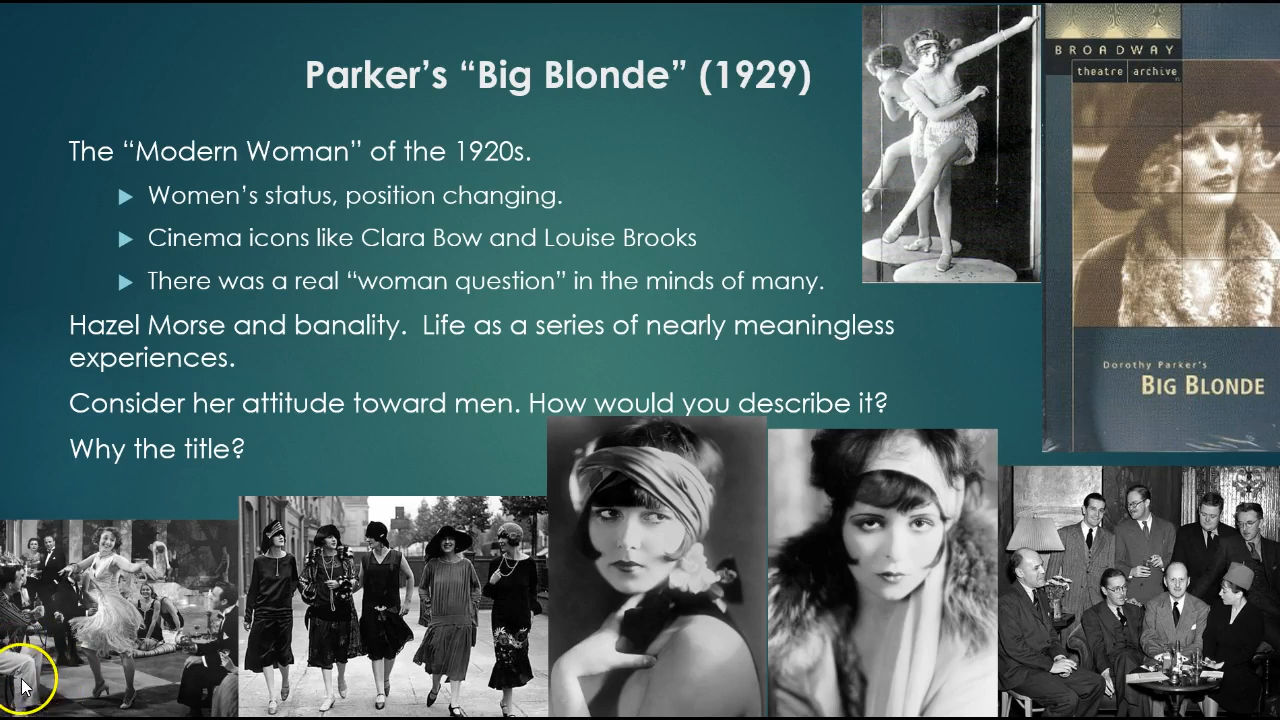 Parker’s “Big Blonde” (1929)
The “Modern Woman” of the 1920s.
Women’s status, position changing.
Cinema icons like Clara Bow and Louise Brooks
There was a real “woman question” in the minds of many.
Hazel Morse and banality.  Life as a series of nearly meaningless
experiences.
Consider her attitude toward men. How would you describe it?
Why the title?
BROADWAY
theatre archive
Dorothy Parker's
BIG BLONDE